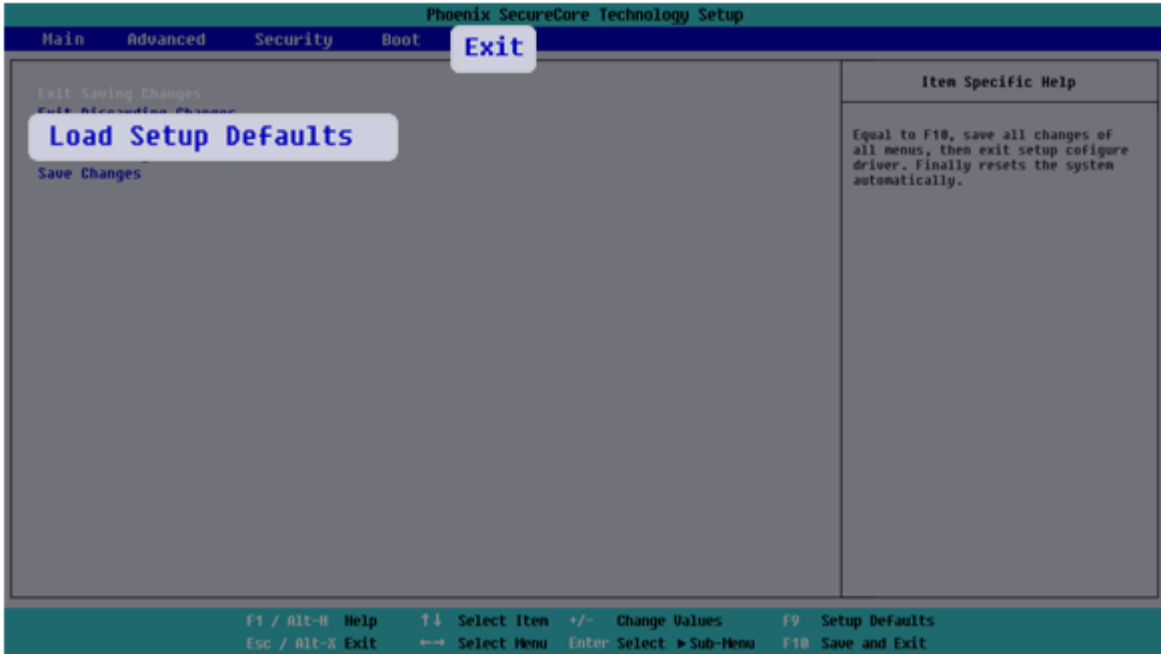 Phoenix SecureCore Technology Setup
Main Advanced Security Boot Exit
Exit Saving Changes
Exit Discarding Changes
Load Setup Defaults
Save Changes
Item Specific Help
Equal to F10, save all changes of
all menus, then exit setup cofigure
driver. Finally resets the system
automatically.
F1 / Alt-H Help ↑↓ Select Item +/- Change Values F9 Setup Defaults
Esc / Alt-X Exit ←→ Select Menu Enter Select ▶ Sub-Menu F10 Save and Exit